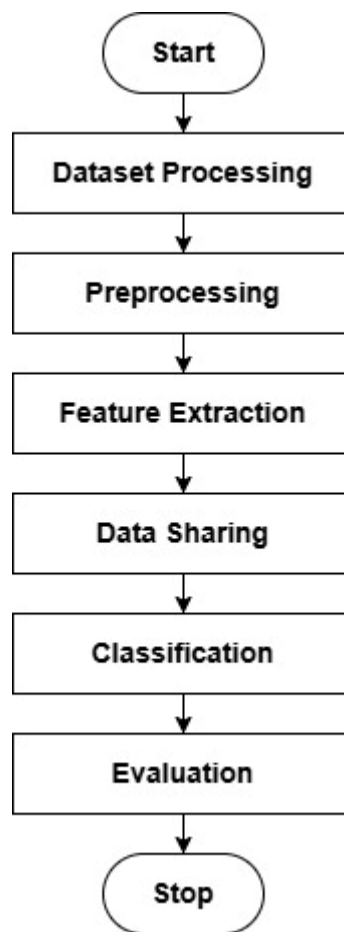 Start
Dataset Processing
Preprocessing
Feature Extraction
Data Sharing
Classification
Evaluation
Stop